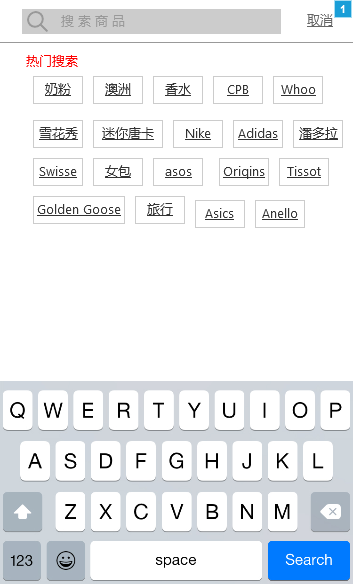 搜索商品 取消 1
热门搜索
奶粉 澳洲 香水 CPB Whoo
雪花秀 迷你唐卡 Nike Adidas 潘多拉
Swisse 女包 asos Origins Tissot
Golden Goose 旅行 Asics Anello
Q W E R T Y U I O P
A S D F G H J K L
Z X C V B N M
123 space Search